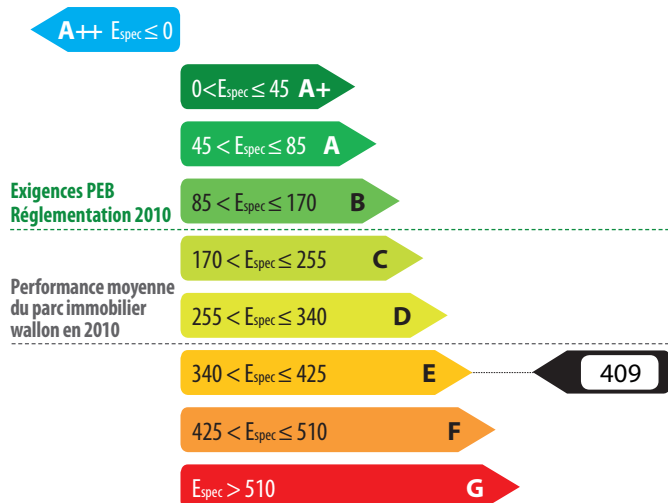 A++ Espec ≤ 0
0<Espec ≤ 45 A+
45 < Espec ≤ 85 A
Exigences PEB
Réglementation 2010
85 < Espec ≤ 170 B
170 < Espec ≤ 255 C
Performance moyenne
du parc immobilier
wallon en 2010
255 < Espec ≤ 340 D
340 < Espec ≤ 425 E
409
425 < Espec ≤ 510 F
Espec > 510 G